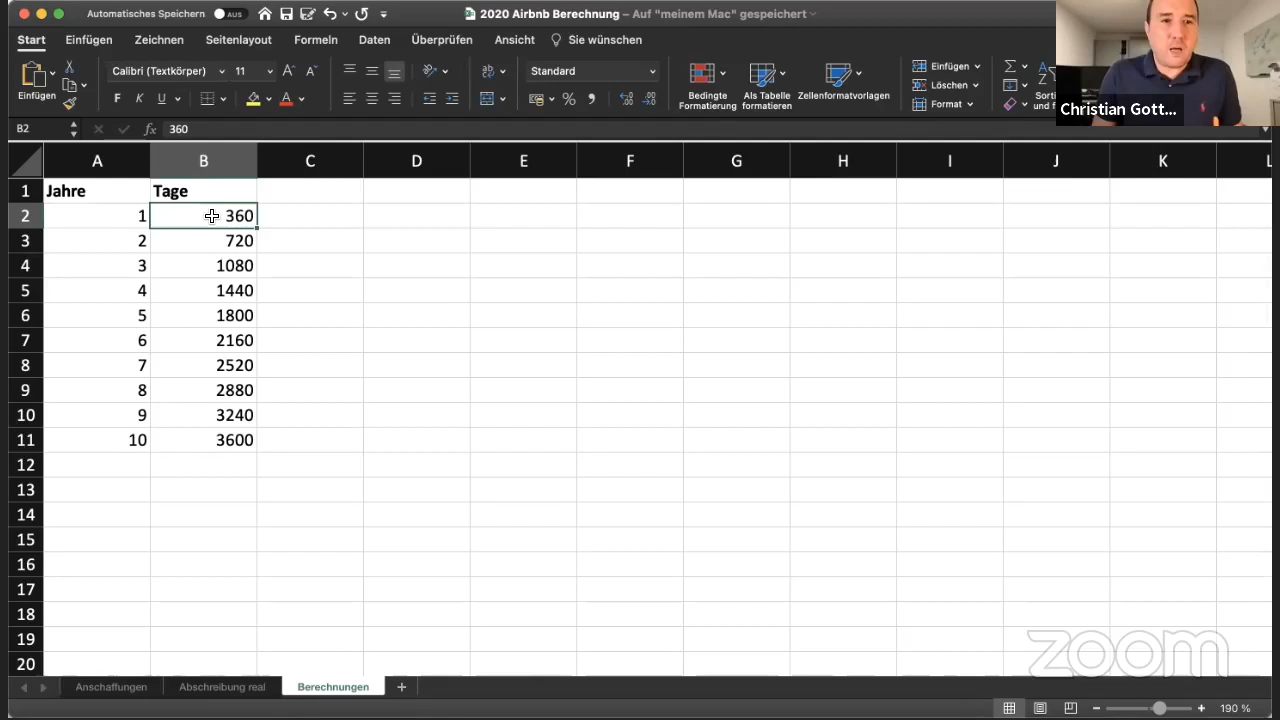 Automatisches Speichern AUS
2020 Airbnb Berechnung – Auf "meinem Mac" gespeichert
Start Einfügen Zeichnen Seitenlayout Formeln Daten Überprüfen Ansicht Sie wünschen
Einfügen
Calibri (Textkörper) 11
F K U
Standard
Bedingte Formatierung
Als Tabelle formatieren
Zellenformatvorlagen
Einfügen
Löschen
Format
Christian Gott...
B2 fx 360
A B C D E F G H I J K L
1 Jahre Tage
2 1 360
3 2 720
4 3 1080
5 4 1440
6 5 1800
7 6 2160
8 7 2520
9 8 2880
10 9 3240
11 10 3600
12
13
14
15
16
17
18
19
20
zoom
Anschaffungen Abschreibung real Berechnungen +
190 %